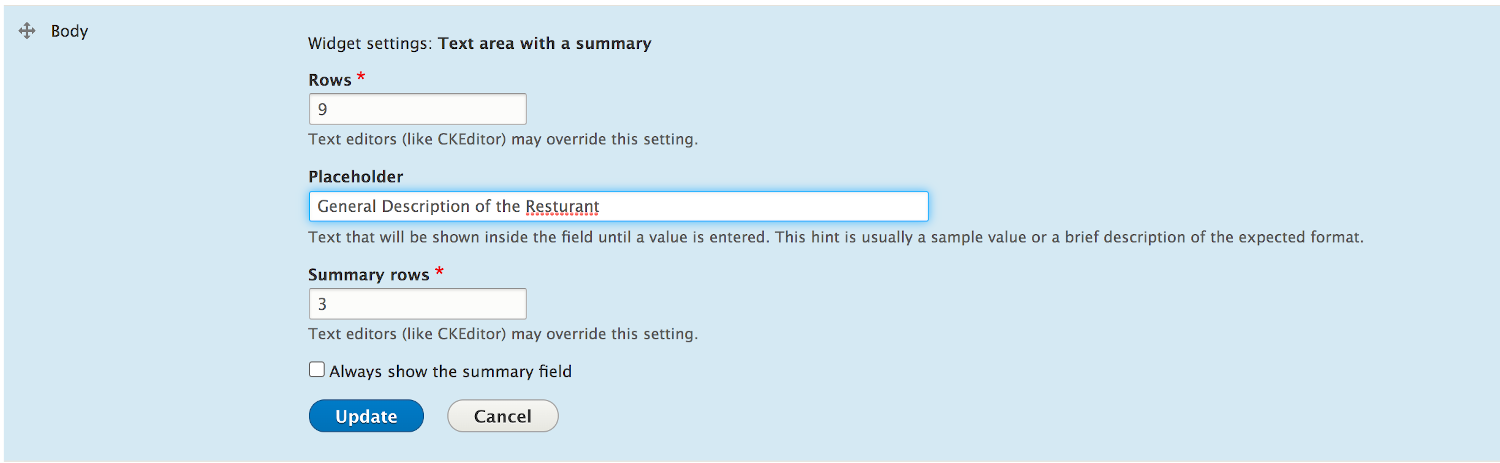 Body
Widget settings: Text area with a summary
Rows *
9
Text editors (like CKEditor) may override this setting.
Placeholder
General Description of the Resturant
Text that will be shown inside the field until a value is entered. This hint is usually a sample value or a brief description of the expected format.
Summary rows *
3
Text editors (like CKEditor) may override this setting.
Always show the summary field
Update Cancel